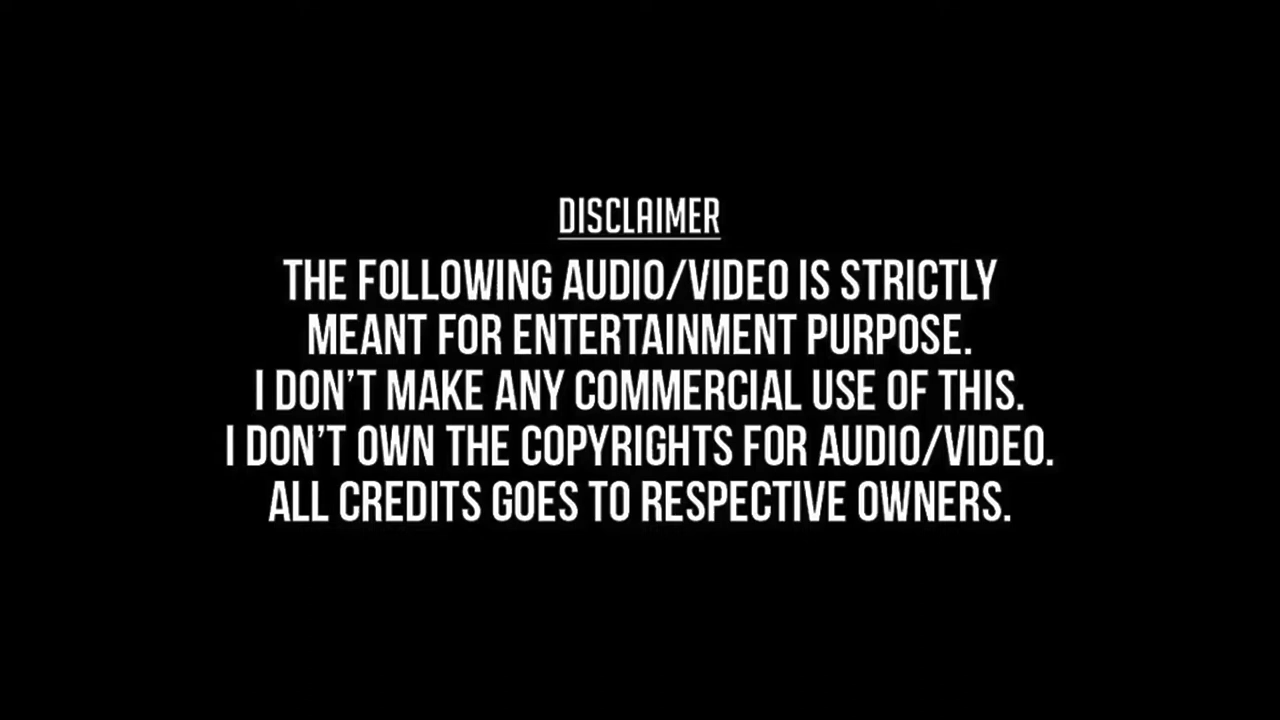 DISCLAIMER
THE FOLLOWING AUDIO/VIDEO IS STRICTLY
MEANT FOR ENTERTAINMENT PURPOSE.
I DON’T MAKE ANY COMMERCIAL USE OF THIS.
I DON’T OWN THE COPYRIGHTS FOR AUDIO/VIDEO.
ALL CREDITS GOES TO RESPECTIVE OWNERS.